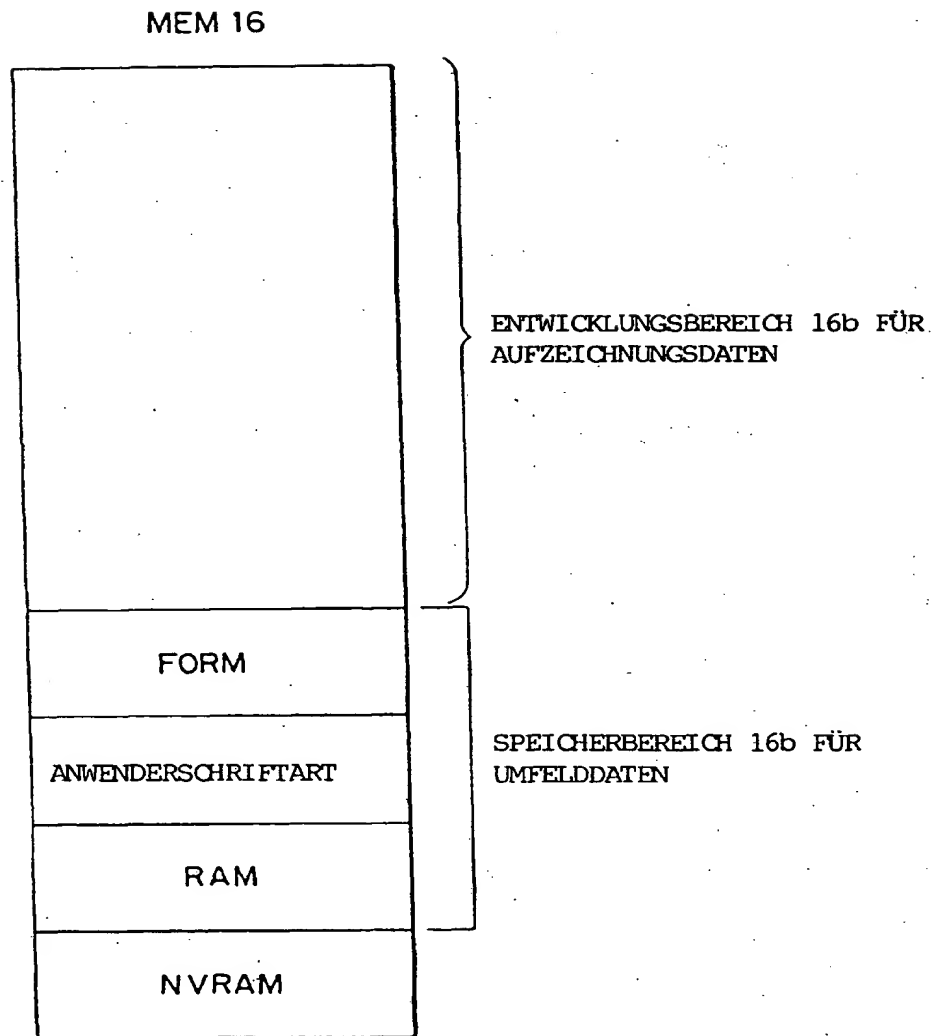 MEM 16
ENTWICKLUNGSBEREICH 16b FÜR
AUFZEICHNUNGSDATEN
FORM
ANWENDERSCHRIFTART
SPEICHERBEREICH 16b FÜR
UMFELDDATEN
RAM
NVRAM